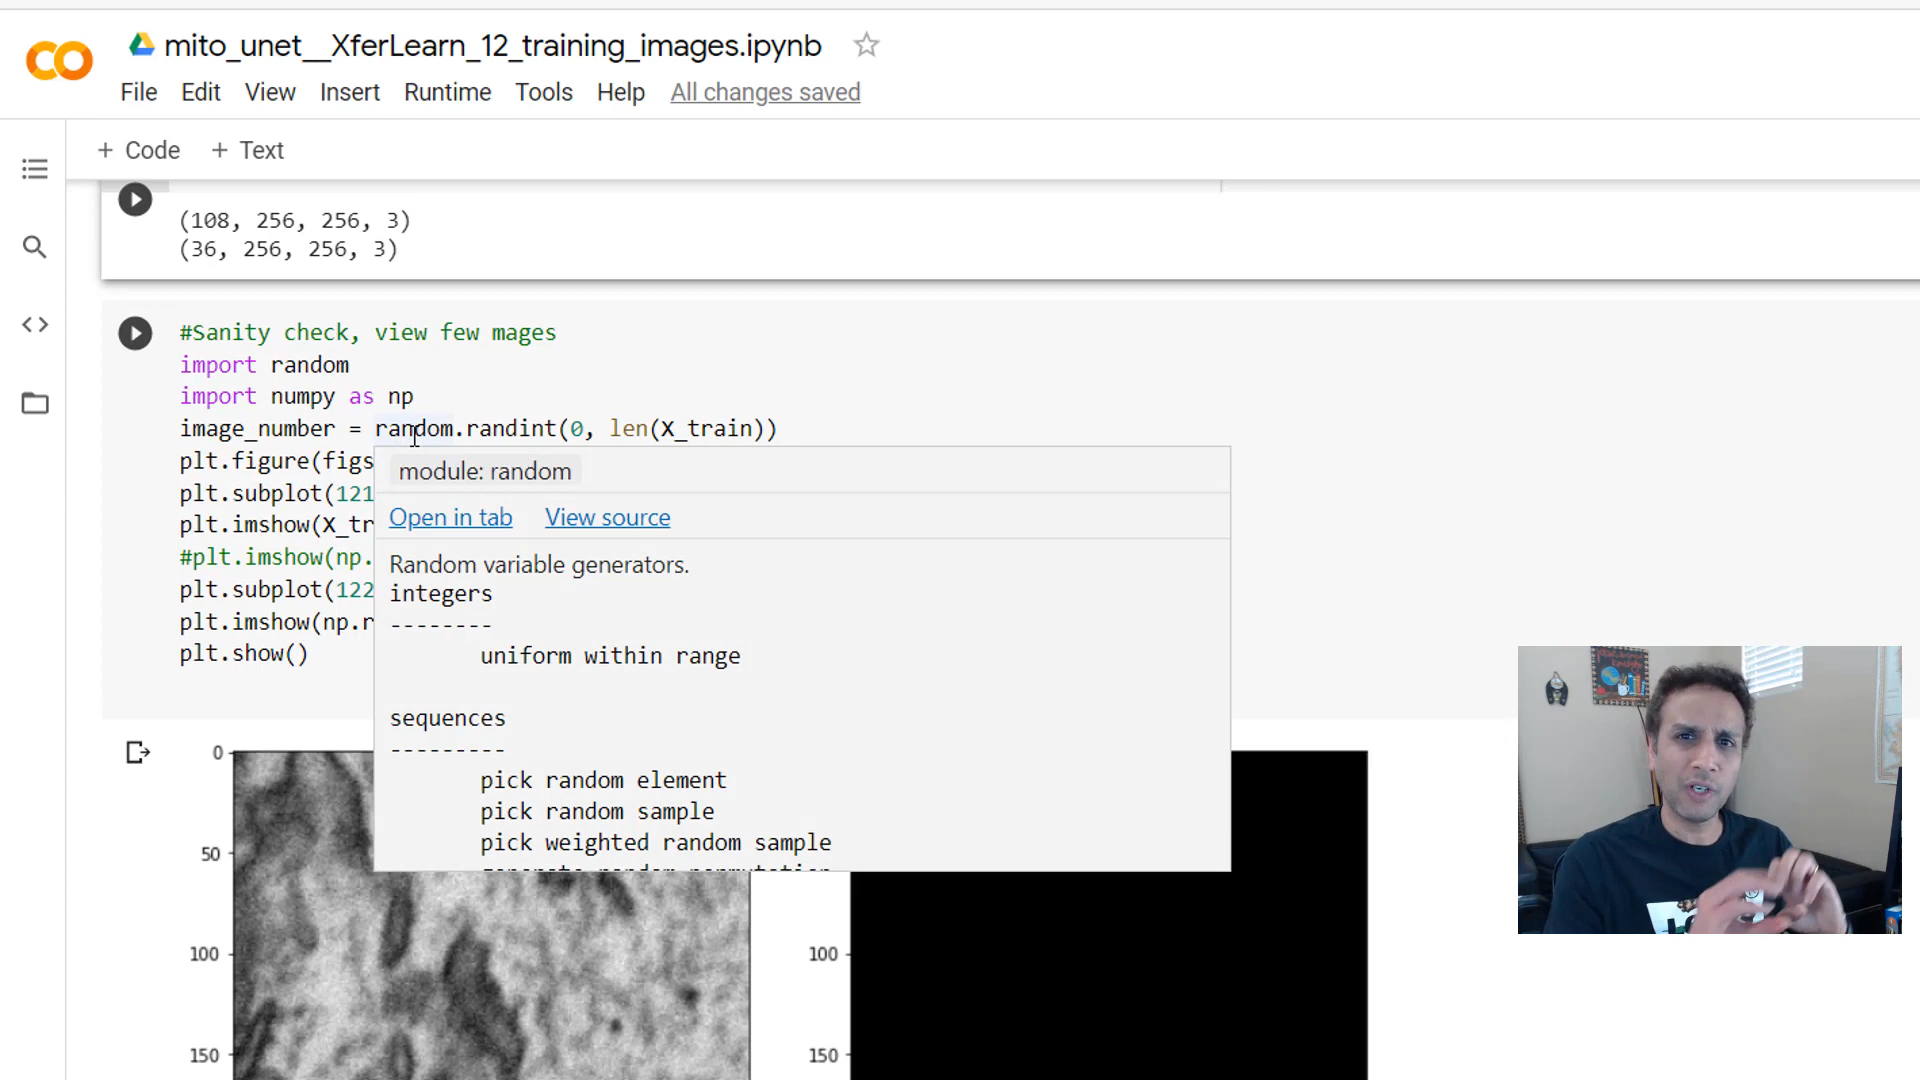 mito_unet__XferLearn_12_training_images.ipynb
File Edit View Insert Runtime Tools Help All changes saved
+ Code + Text
(108, 256, 256, 3)
(36, 256, 256, 3)
#Sanity check, view few mages
import random
import numpy as np
image_number = random.randint(0, len(X_train))
plt.figure(figs
plt.subplot(121
plt.imshow(X_tr
#plt.imshow(np.
plt.subplot(122
plt.imshow(np.r
plt.show()
module: random
Open in tab View source
Random variable generators.
integers
--------
uniform within range
sequences
---------
pick random element
pick random sample
pick weighted random sample
generate random permutation
0
50
100
150
100
150